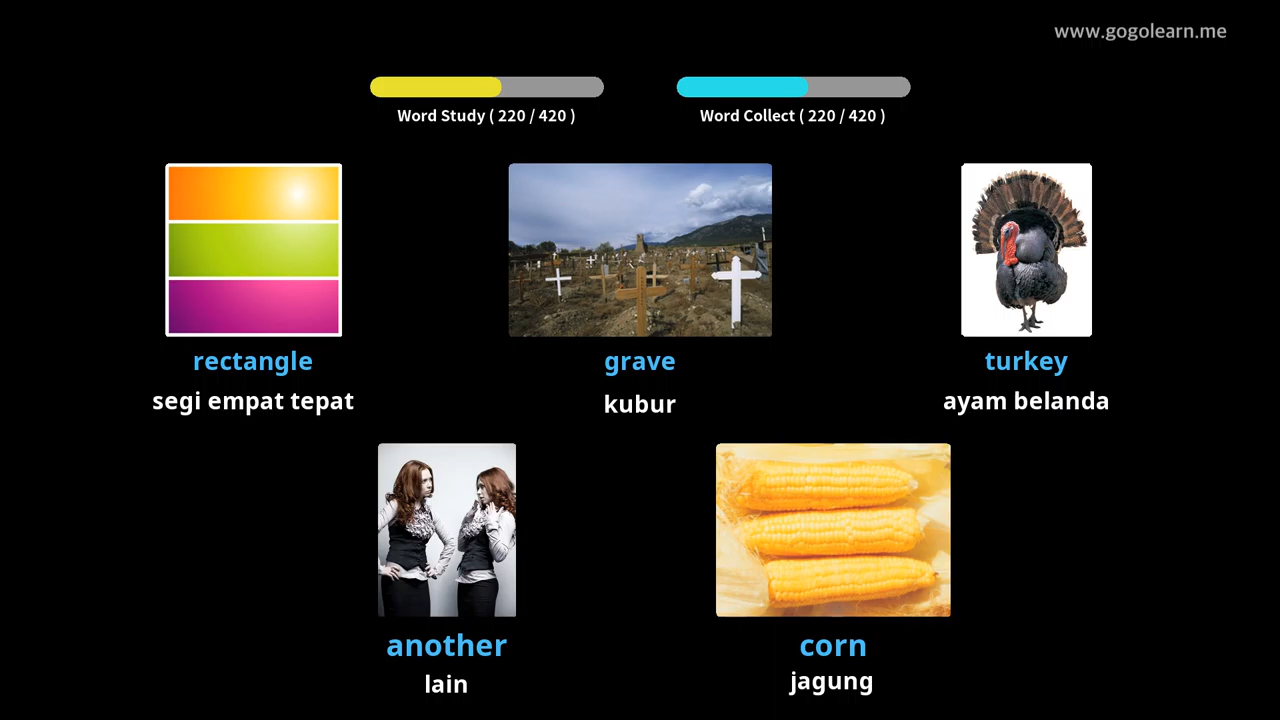 www.gogolearn.me
Word Study ( 220 / 420 )
Word Collect ( 220 / 420 )
rectangle
segi empat tepat
grave
kubur
turkey
ayam belanda
another
lain
corn
jagung